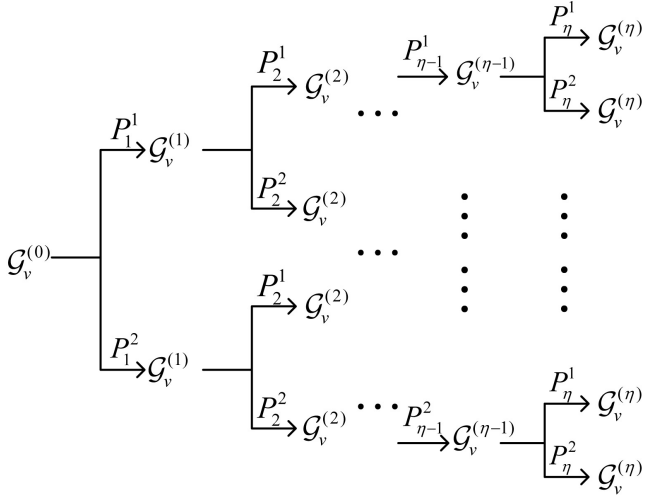 P_η^1 𝒢_v^(η)
P_2^1 𝒢_v^(2) P_{η−1}^1 𝒢_v^(η−1)
P_η^2 𝒢_v^(η)
...
P_1^1 𝒢_v^(1)
P_2^2 𝒢_v^(2)
𝒢_v^(0)
...
P_2^1 𝒢_v^(2)
P_1^2 𝒢_v^(1)
P_η^1 𝒢_v^(η)
...
P_2^2 𝒢_v^(2) P_{η−1}^2 𝒢_v^(η−1)
P_η^2 𝒢_v^(η)